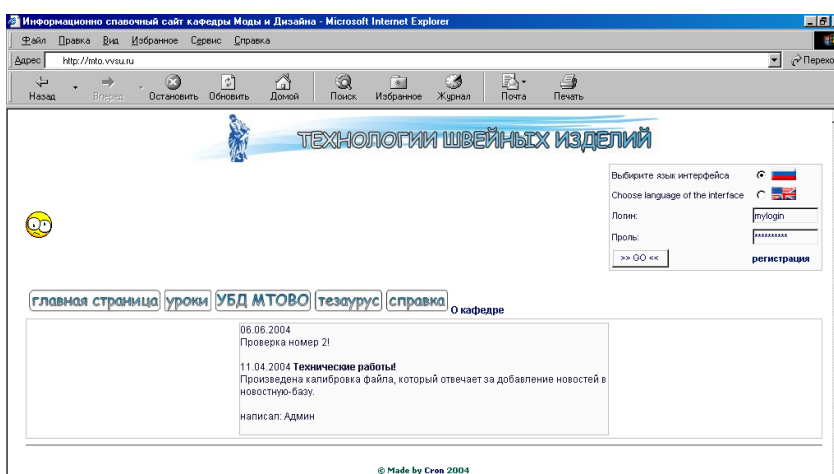 Информационно спавочный сайт кафедры Моды и Дизайна - Microsoft Internet Explorer
Файл Правка Вид Избранное Сервис Справка
Адрес http://mto.vvsu.ru Перехо
Назад Вперед Остановить Обновить Домой Поиск Избранное Журнал Почта Печать
ТЕХНОЛОГИИ ШВЕЙНЫХ ИЗДЕЛИЙ
Выбирите язык интерфейса
Choose language of the interface
Логин: mylogin
Проль: **********
>> GO << регистрация
главная страница уроки УБД МТОВО тезаурус справка О кафедре
06.06.2004
Проверка номер 2!
11.04.2004 Технические работы!
Произведена калибровка файла, который отвечает за добавление новостей в
новостную-базу.
написал: Админ
© Made by Cron 2004